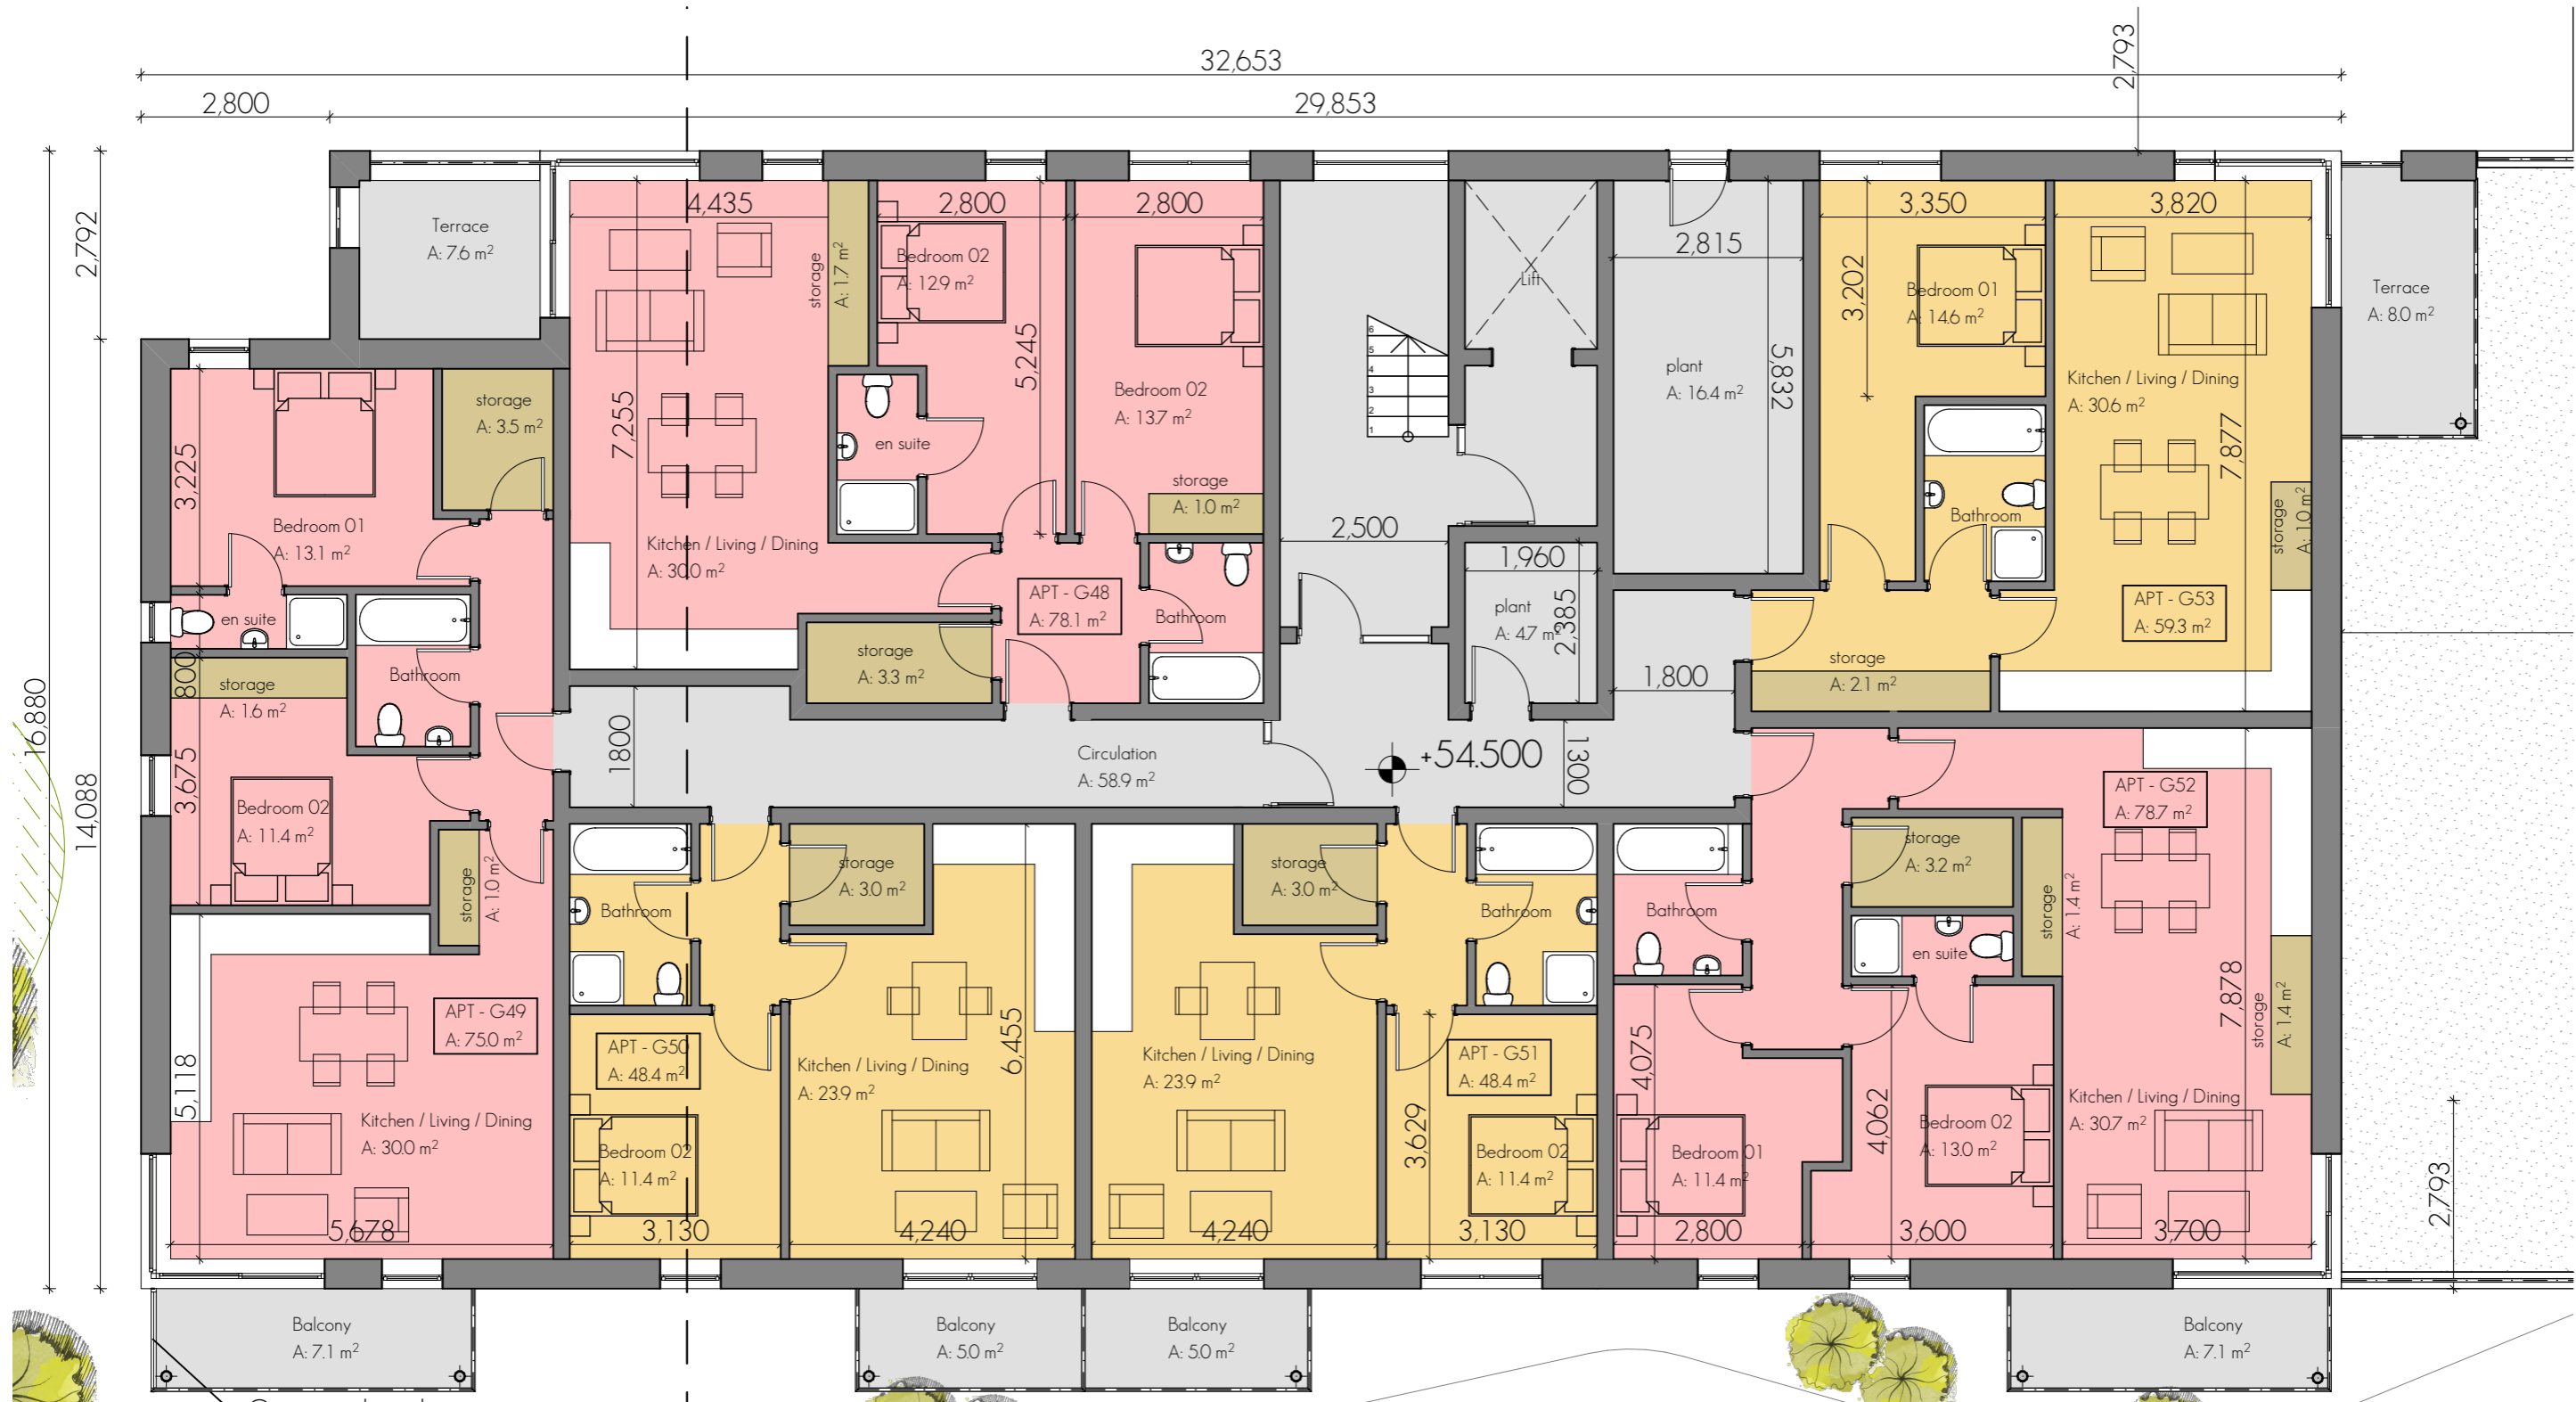 32,653
2,793
2,800
29,853
16,880
2,792
14,088
Terrace
A: 7.6 m²
4,435
7,255
Kitchen / Living / Dining
A: 30.0 m²
storage
A: 1.7 m²
2,800
Bedroom 02
A: 12.9 m²
5,245
en suite
2,800
Bedroom 02
A: 13.7 m²
storage
A: 1.0 m²
APT - G48
A: 78.1 m²
Bathroom
storage
A: 3.3 m²
6
5
4
3
2
1
2,500
Lift
2,815
plant
A: 16.4 m²
5,832
1,960
plant
A: 4.7 m²
2,385
1,800
3,350
3,202
Bedroom 01
A: 14.6 m²
Bathroom
3,820
Kitchen / Living / Dining
A: 30.6 m²
7,877
storage
A: 1.0 m²
APT - G53
A: 59.3 m²
storage
A: 2.1 m²
Terrace
A: 8.0 m²
3,225
Bedroom 01
A: 13.1 m²
storage
A: 3.5 m²
en suite
800
storage
A: 1.6 m²
Bathroom
3,675
Bedroom 02
A: 11.4 m²
storage
A: 1.0 m²
APT - G49
A: 75.0 m²
5,118
Kitchen / Living / Dining
A: 30.0 m²
5,678
1800
Circulation
A: 58.9 m²
+54.500
1300
Bathroom
storage
A: 3.0 m²
APT - G50
A: 48.4 m²
Bedroom 02
A: 11.4 m²
3,130
Kitchen / Living / Dining
A: 23.9 m²
6,455
4,240
storage
A: 3.0 m²
Kitchen / Living / Dining
A: 23.9 m²
4,240
Bathroom
APT - G51
A: 48.4 m²
3,629
Bedroom 02
A: 11.4 m²
3,130
Bathroom
4,075
Bedroom 01
A: 11.4 m²
2,800
storage
A: 3.2 m²
en suite
4,062
Bedroom 02
A: 13.0 m²
3,600
storage
A: 1.4 m²
APT - G52
A: 78.7 m²
7,878
storage
A: 1.4 m²
Kitchen / Living / Dining
A: 30.7 m²
3,700
2,793
Balcony
A: 7.1 m²
Balcony
A: 5.0 m²
Balcony
A: 5.0 m²
Balcony
A: 7.1 m²